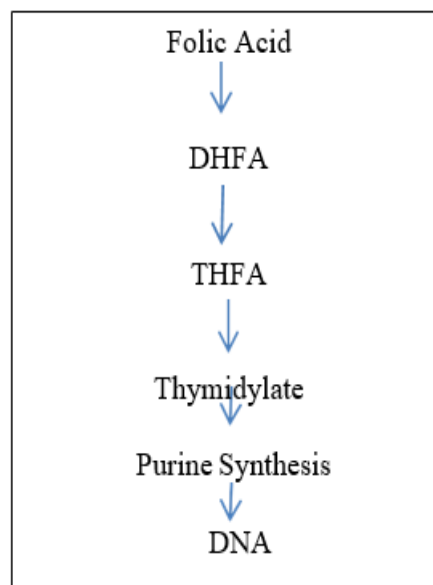 Folic Acid
DHFA
THFA
Thymidylate
Purine Synthesis
DNA